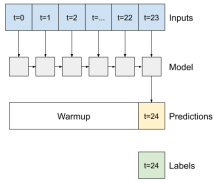 t=0 t=1 t=2 t=... t=22 t=23 Inputs
Model
Warmup t=24 Predictions
t=24 Labels